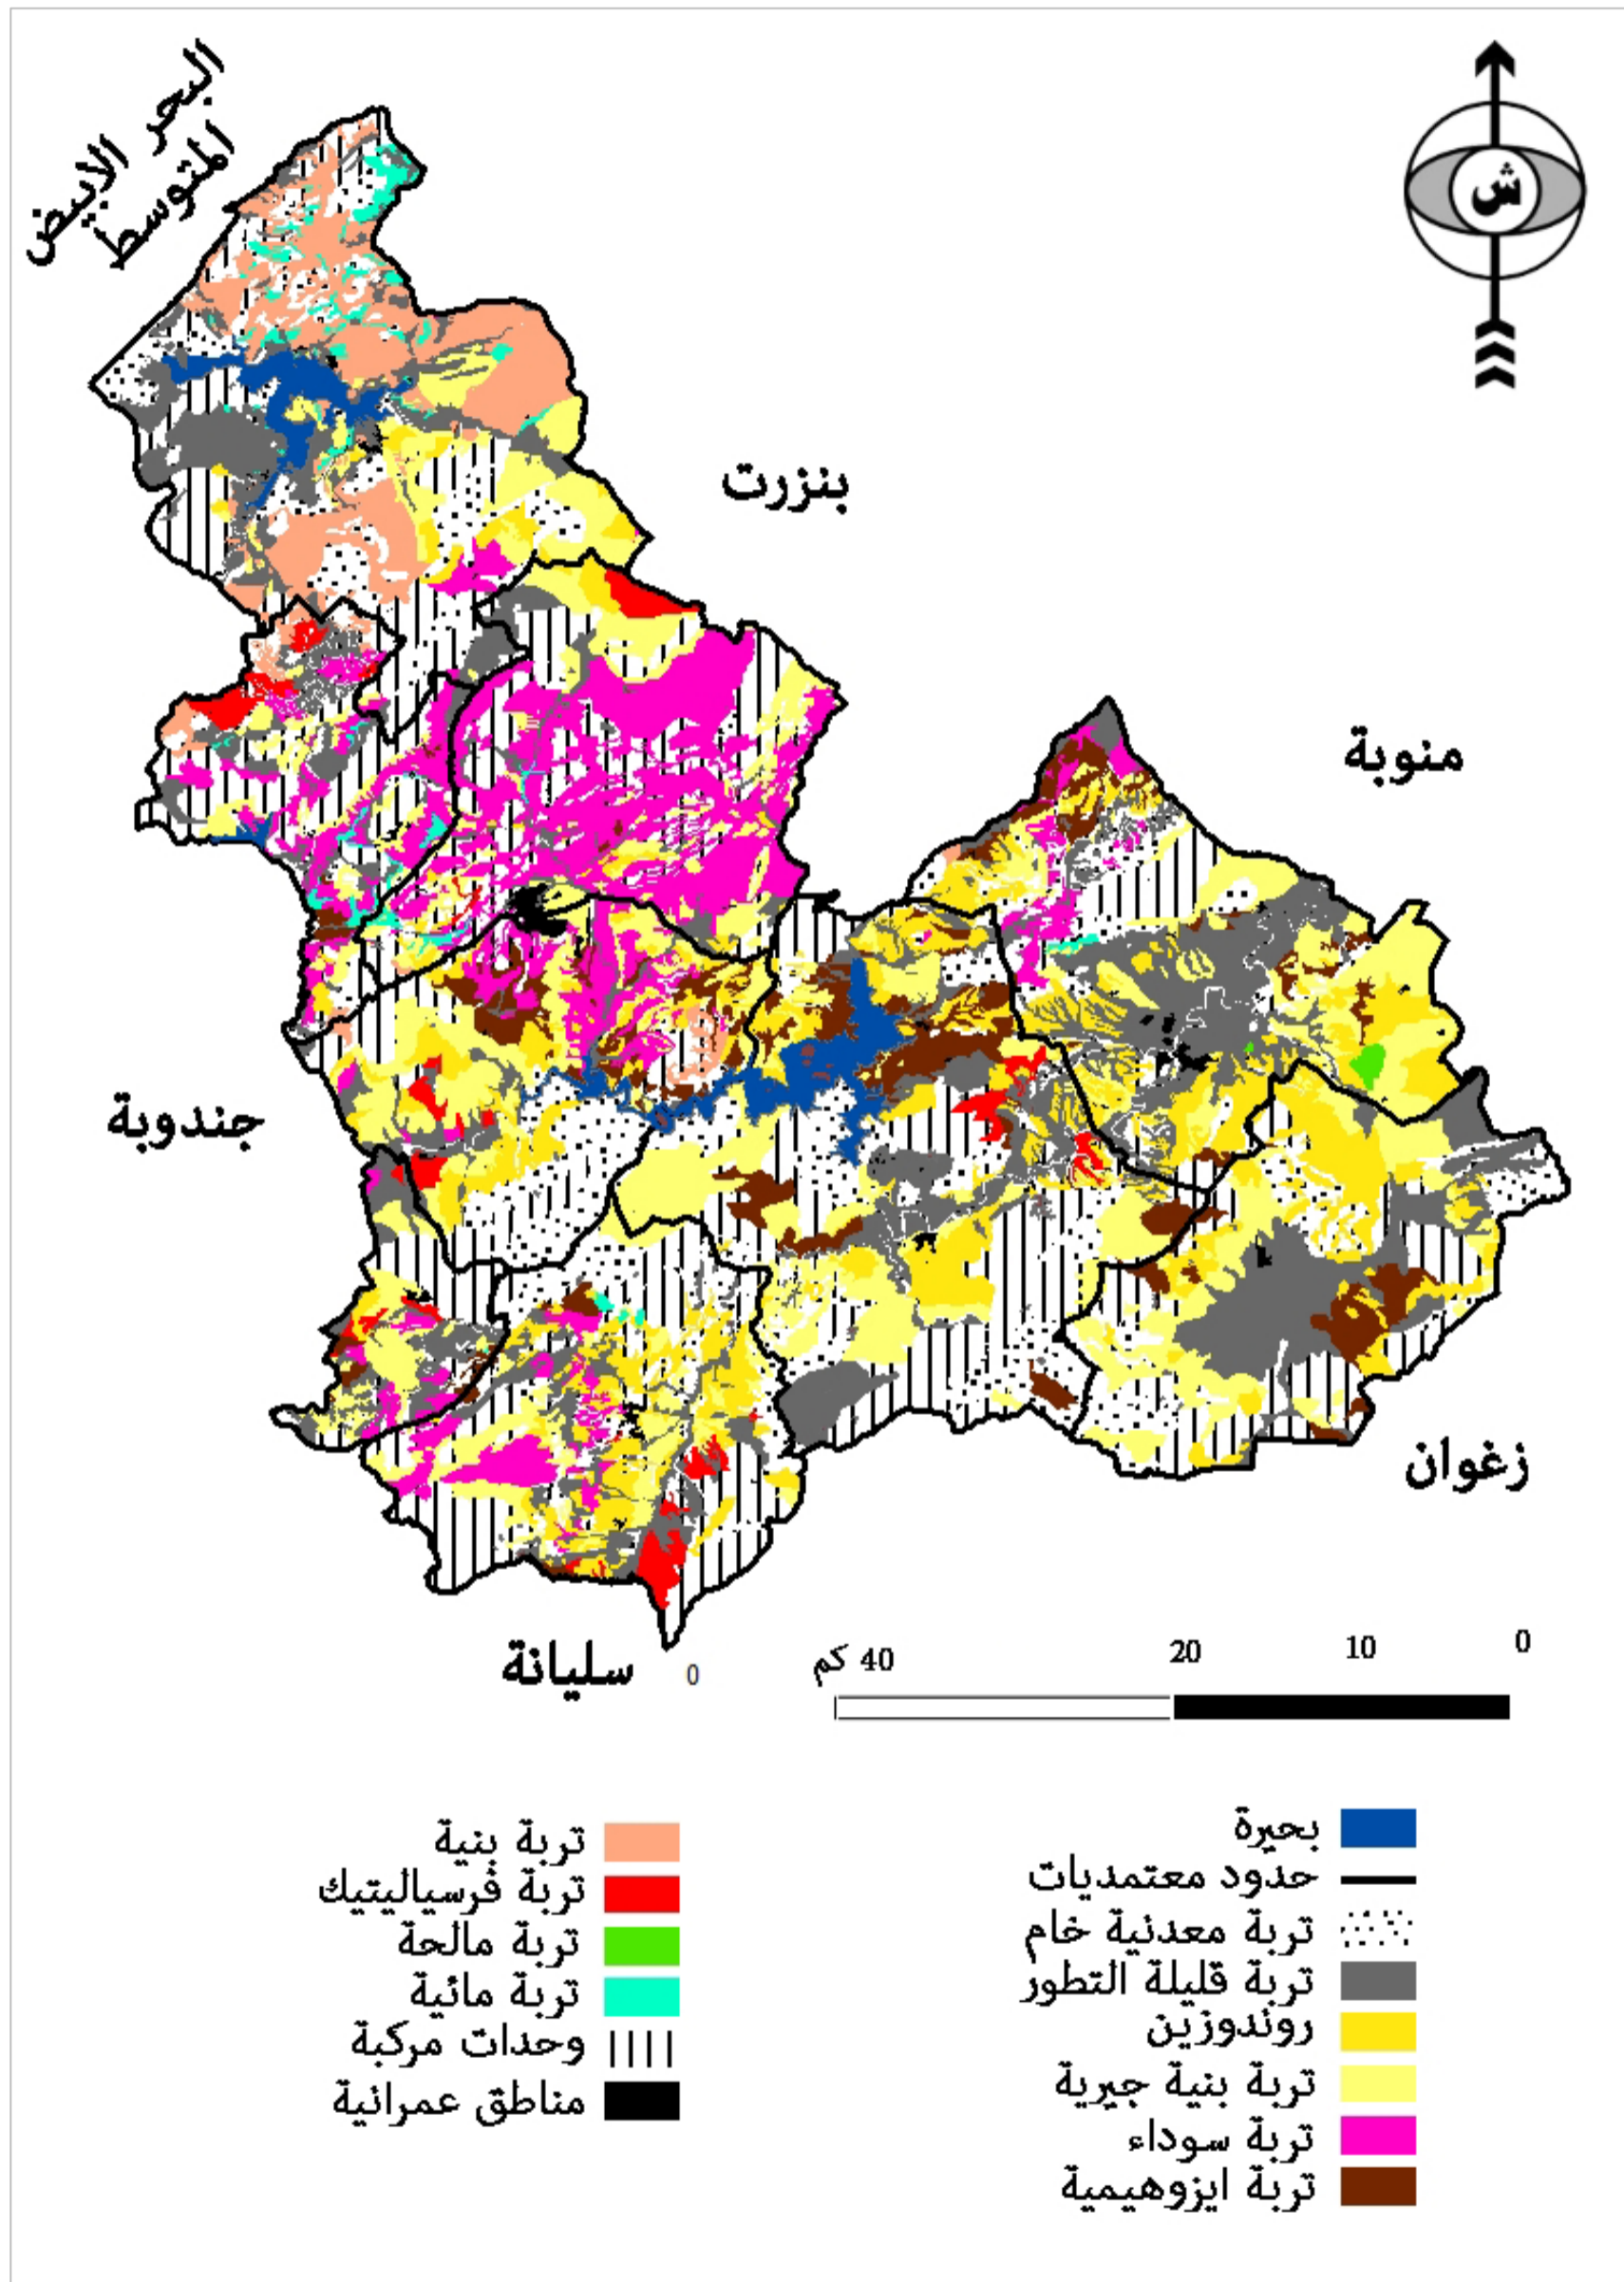 البحر الابيض
المتوسط
ش
بنزرت
منوبة
جندوبة
زغوان
سليانة
0
40 كم
20
10
0
بحيرة
حدود معتمديات
تربة معدنية خام
تربة قليلة التطور
روندوزين
تربة بنية جيرية
تربة سوداء
تربة ايزوهيمية
تربة بنية
تربة فرسياليتيك
تربة مالحة
تربة مائية
وحدات مركبة
مناطق عمرانية